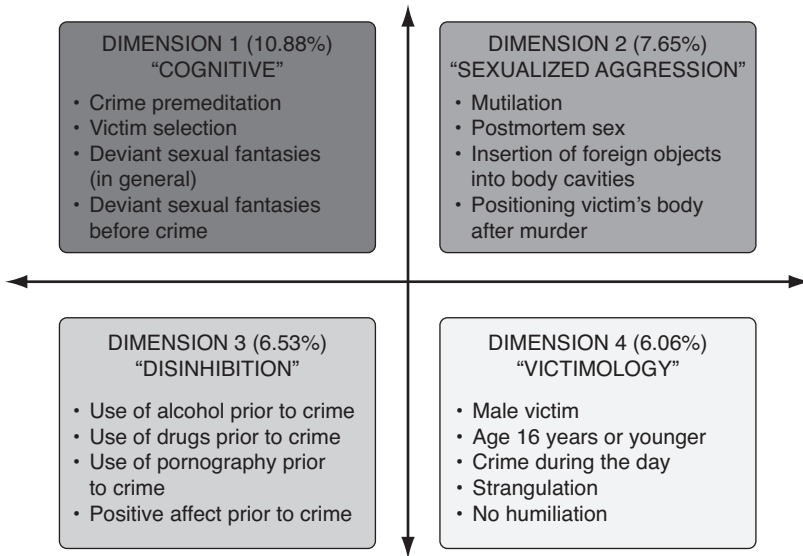 DIMENSION 1 (10.88%)
“COGNITIVE”
• Crime premeditation
• Victim selection
• Deviant sexual fantasies
(in general)
• Deviant sexual fantasies
before crime
DIMENSION 2 (7.65%)
“SEXUALIZED AGGRESSION”
• Mutilation
• Postmortem sex
• Insertion of foreign objects
into body cavities
• Positioning victim’s body
after murder
DIMENSION 3 (6.53%)
“DISINHIBITION”
• Use of alcohol prior to crime
• Use of drugs prior to crime
• Use of pornography prior
to crime
• Positive affect prior to crime
DIMENSION 4 (6.06%)
“VICTIMOLOGY”
• Male victim
• Age 16 years or younger
• Crime during the day
• Strangulation
• No humiliation